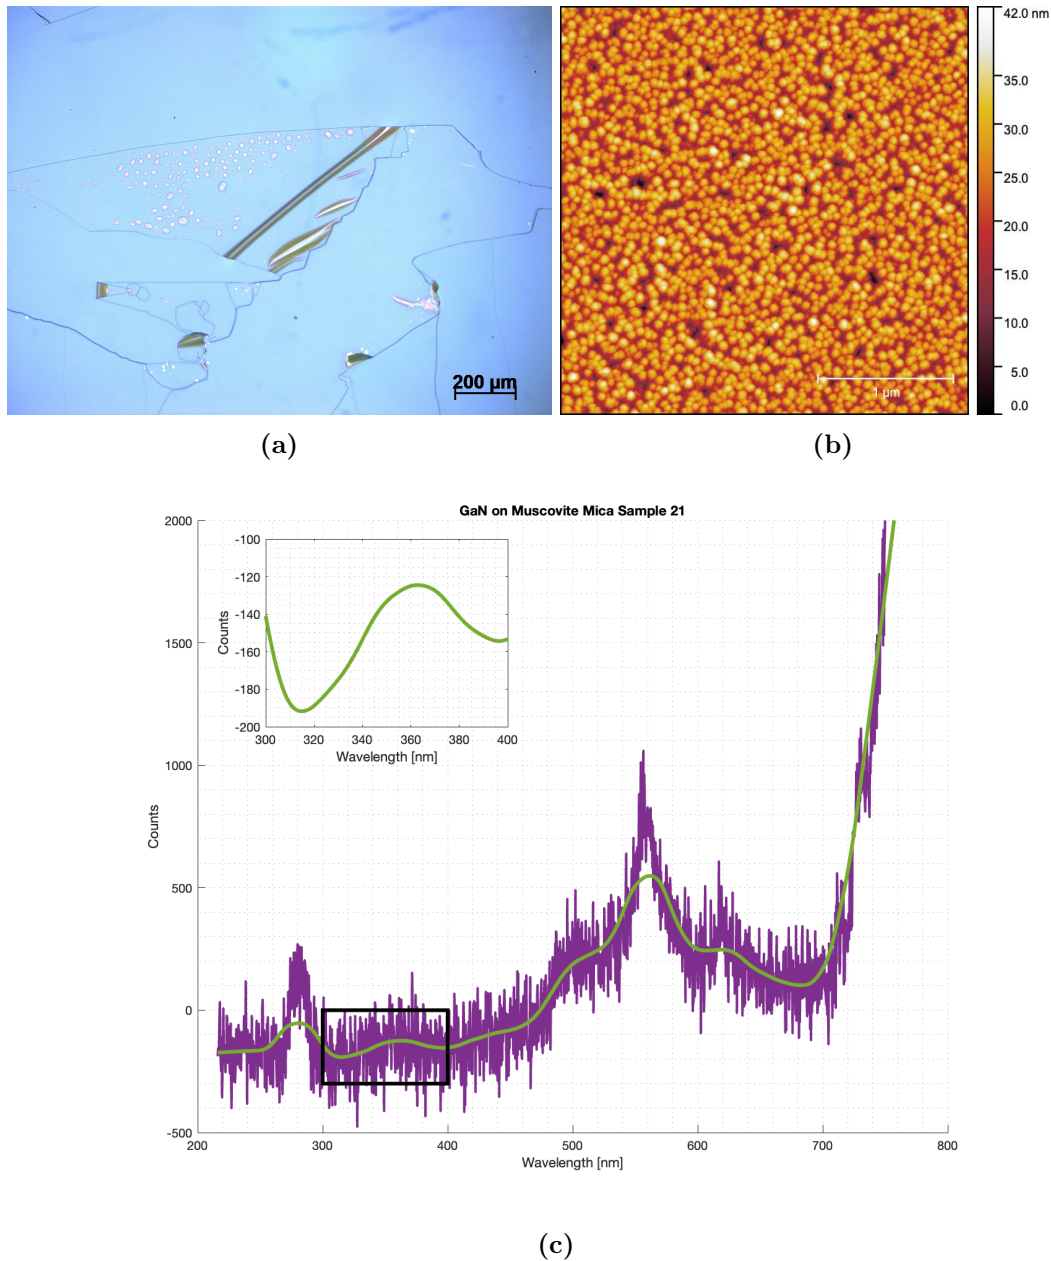 200 µm
1 µm
42.0 nm
35.0
30.0
25.0
20.0
15.0
10.0
5.0
0.0
(a)
(b)
GaN on Muscovite Mica Sample 21
2000
1500
1000
500
0
-500
Counts
200 300 400 500 600 700 800
Wavelength [nm]
-100
-120
-140
-160
-180
-200
Counts
300 320 340 360 380 400
Wavelength [nm]
(c)